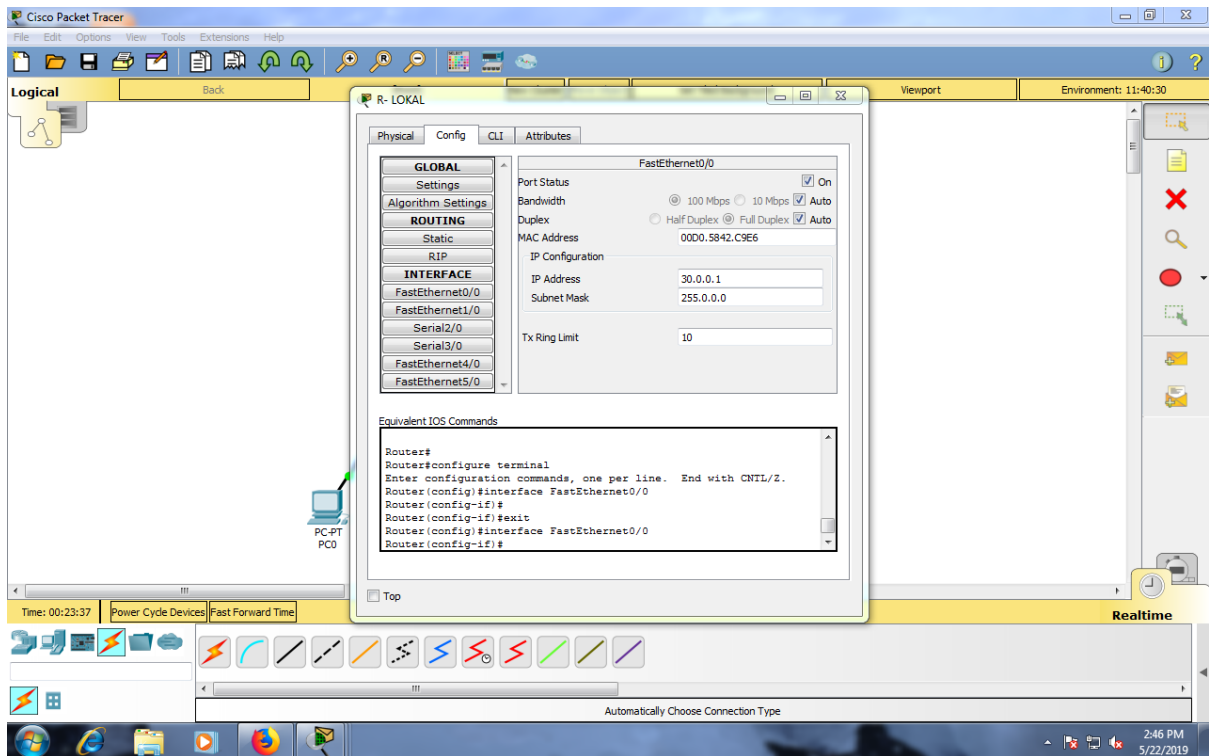 Cisco Packet Tracer
File Edit Options View Tools Extensions Help
Logical
Back
Viewport
Environment: 11:40:30
R- LOKAL
Physical Config CLI Attributes
GLOBAL
Settings
Algorithm Settings
ROUTING
Static
RIP
INTERFACE
FastEthernet0/0
FastEthernet1/0
Serial2/0
Serial3/0
FastEthernet4/0
FastEthernet5/0
FastEthernet0/0
Port Status On
Bandwidth 100 Mbps 10 Mbps Auto
Duplex Half Duplex Full Duplex Auto
MAC Address 00D0.5842.C9E6
IP Configuration
IP Address 30.0.0.1
Subnet Mask 255.0.0.0
Tx Ring Limit 10
Equivalent IOS Commands
Router#
Router#configure terminal
Enter configuration commands, one per line. End with CNTL/Z.
Router(config)#interface FastEthernet0/0
Router(config-if)#
Router(config-if)#exit
Router(config)#interface FastEthernet0/0
Router(config-if)#
PC-PT
PC0
Top
Time: 00:23:37 Power Cycle Devices Fast Forward Time
Realtime
Automatically Choose Connection Type
2:46 PM
5/22/2019